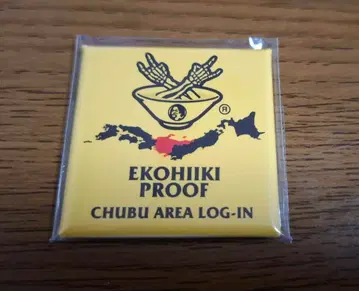 ®
EKOHIIKI
PROOF
CHUBU AREA LOG-IN